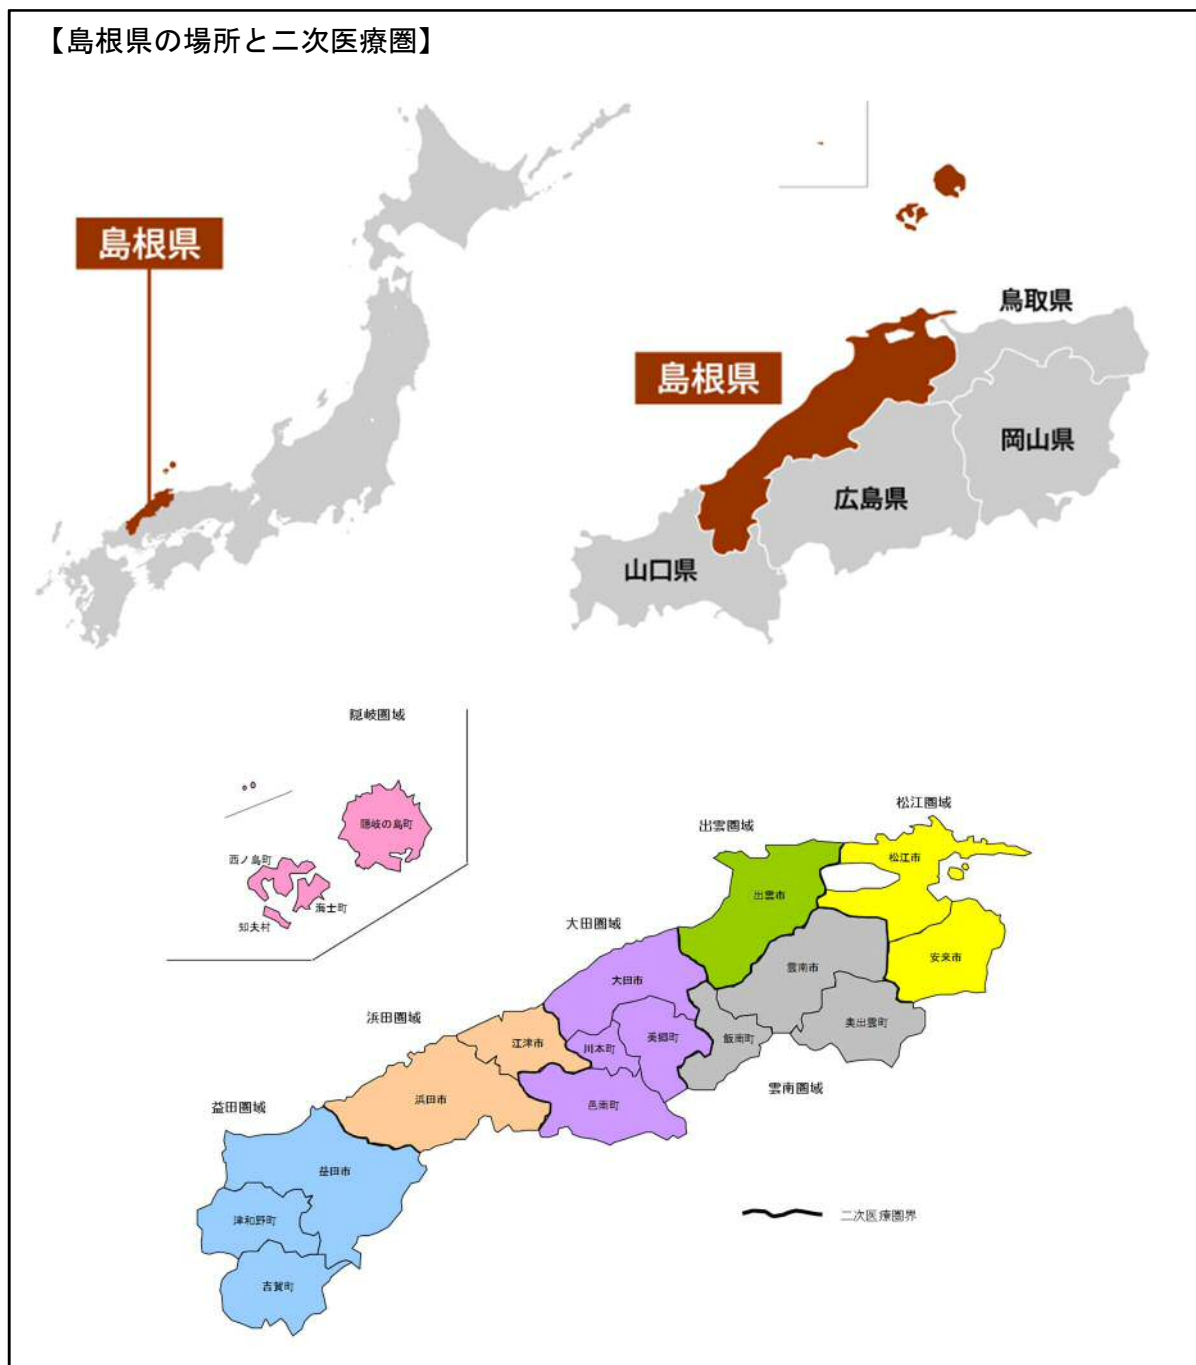 【島根県の場所と二次医療圏】
島根県
鳥取県
島根県
岡山県
広島県
山口県
隠岐圏域
隠岐の島町
西ノ島町
海士町
知夫村
松江圏域
出雲圏域
松江市
出雲市
大田圏域
安来市
雲南市
大田市
奥出雲町
浜田圏域
江津市
川本町
美郷町
飯南町
雲南圏域
浜田市
邑南町
益田圏域
益田市
津和野町
二次医療圏界
吉賀町